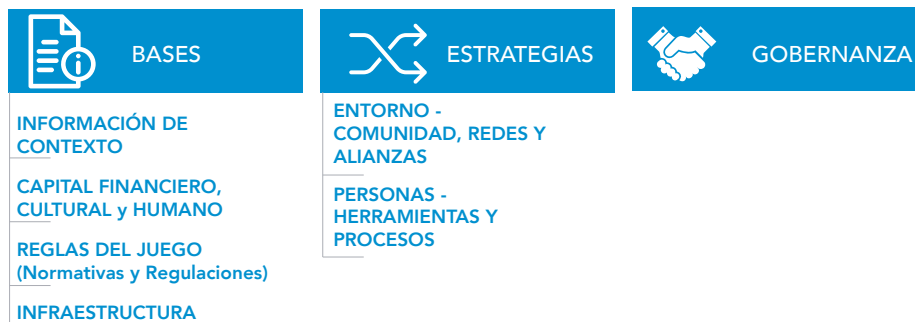 BASES
INFORMACIÓN DE
CONTEXTO
CAPITAL FINANCIERO,
CULTURAL y HUMANO
REGLAS DEL JUEGO
(Normativas y Regulaciones)
INFRAESTRUCTURA
ESTRATEGIAS
ENTORNO -
COMUNIDAD, REDES Y
ALIANZAS
PERSONAS -
HERRAMIENTAS Y
PROCESOS
GOBERNANZA